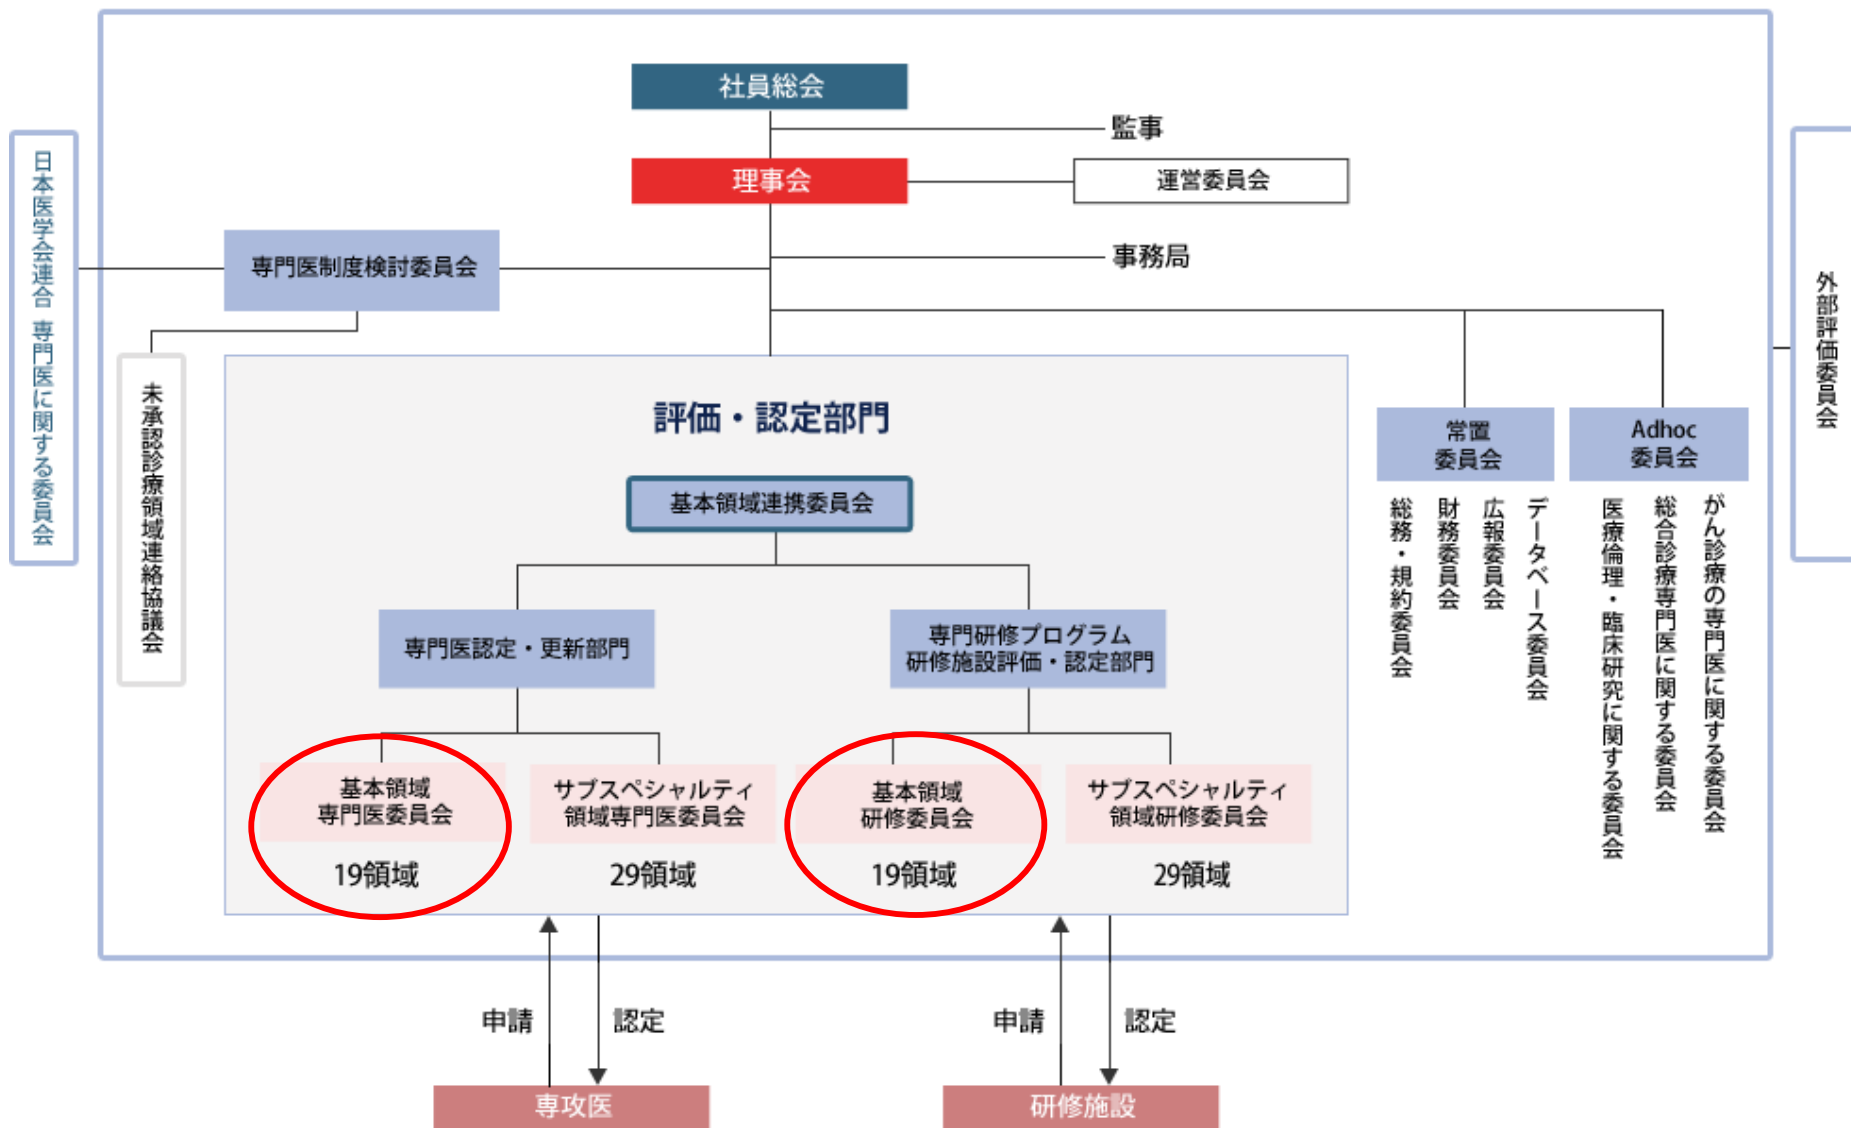 社員総会
監事
理事会
運営委員会
専門医制度検討委員会
事務局
日本医学会連合 専門医に関する委員会
外部評価委員会
未承認診療領域連絡協議会
評価・認定部門
基本領域連携委員会
常置
委員会
Adhoc
委員会
総務・規約委員会
財務委員会
広報委員会
データベース委員会
医療倫理・臨床研究に関する委員会
総合診療専門医に関する委員会
がん診療の専門医に関する委員会
専門医認定・更新部門
専門研修プログラム
研修施設評価・認定部門
基本領域
専門医委員会
19領域
サブスペシャルティ
領域専門医委員会
29領域
基本領域
研修委員会
19領域
サブスペシャルティ
領域研修委員会
29領域
申請
認定
申請
認定
専攻医
研修施設